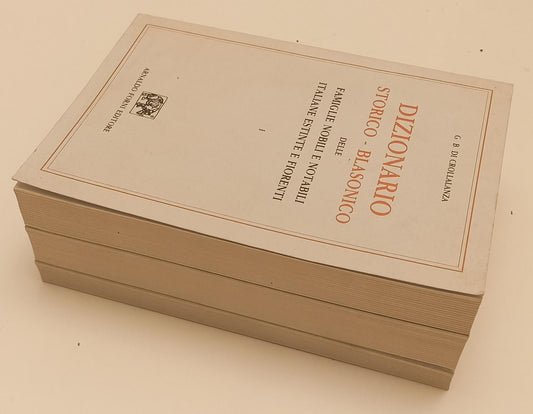 G. B. DI CROLLALANZA
DIZIONARIO
STORICO - BLASONICO
DELLE
FAMIGLIE NOBILI E NOTABILI
ITALIANE ESTINTE E FIORENTI
I
ARNALDO FORNI EDITORE